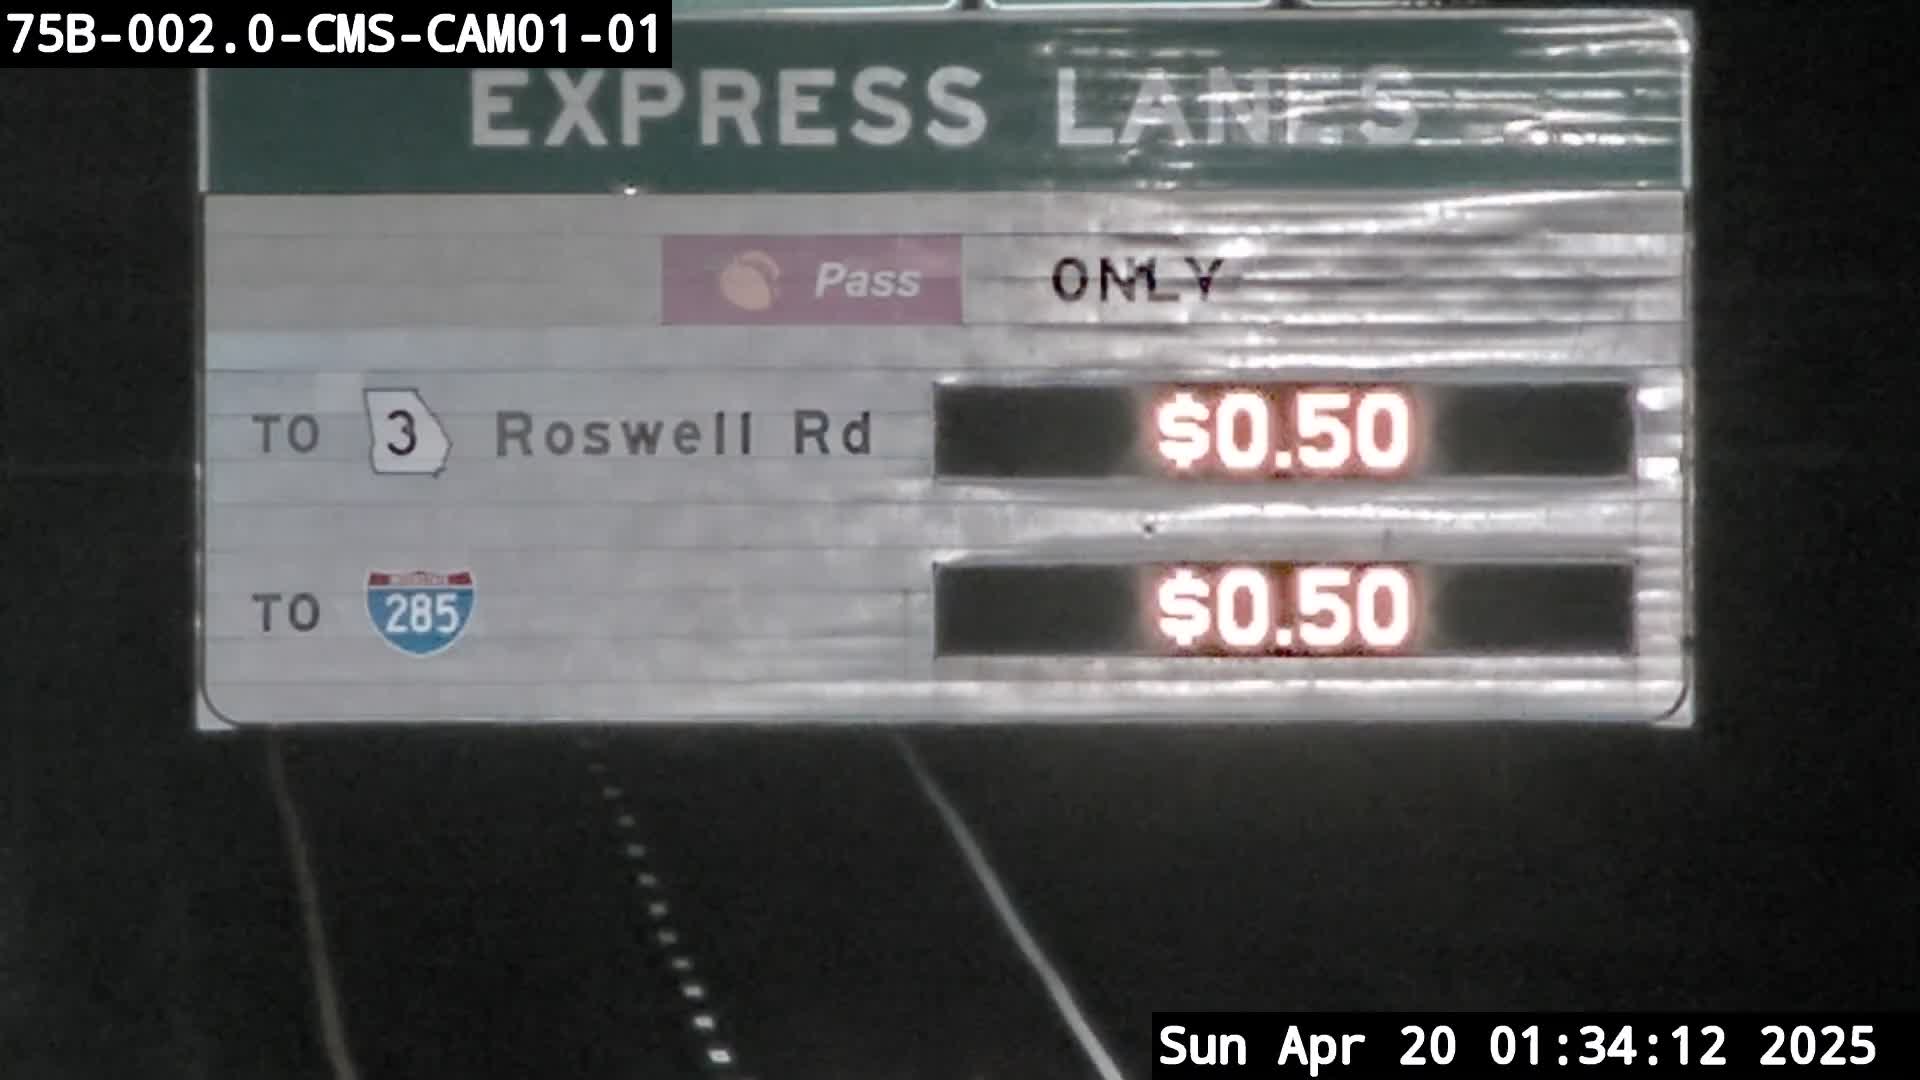 75B-002.0-CMS-CAM01-01
EXPRESS LANES
Pass ONLY
TO 3 Roswell Rd $0.50
TO 285 $0.50
Sun Apr 20 01:34:12 2025